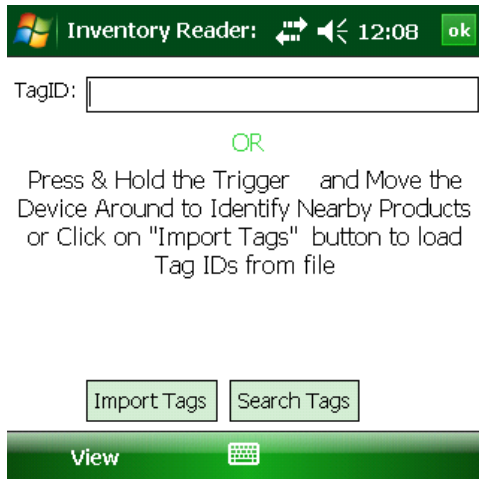 Inventory Reader: 12:08 ok
TagID:
OR
Press & Hold the Trigger and Move the
Device Around to Identify Nearby Products
or Click on "Import Tags" button to load
Tag IDs from file
Import Tags Search Tags
View